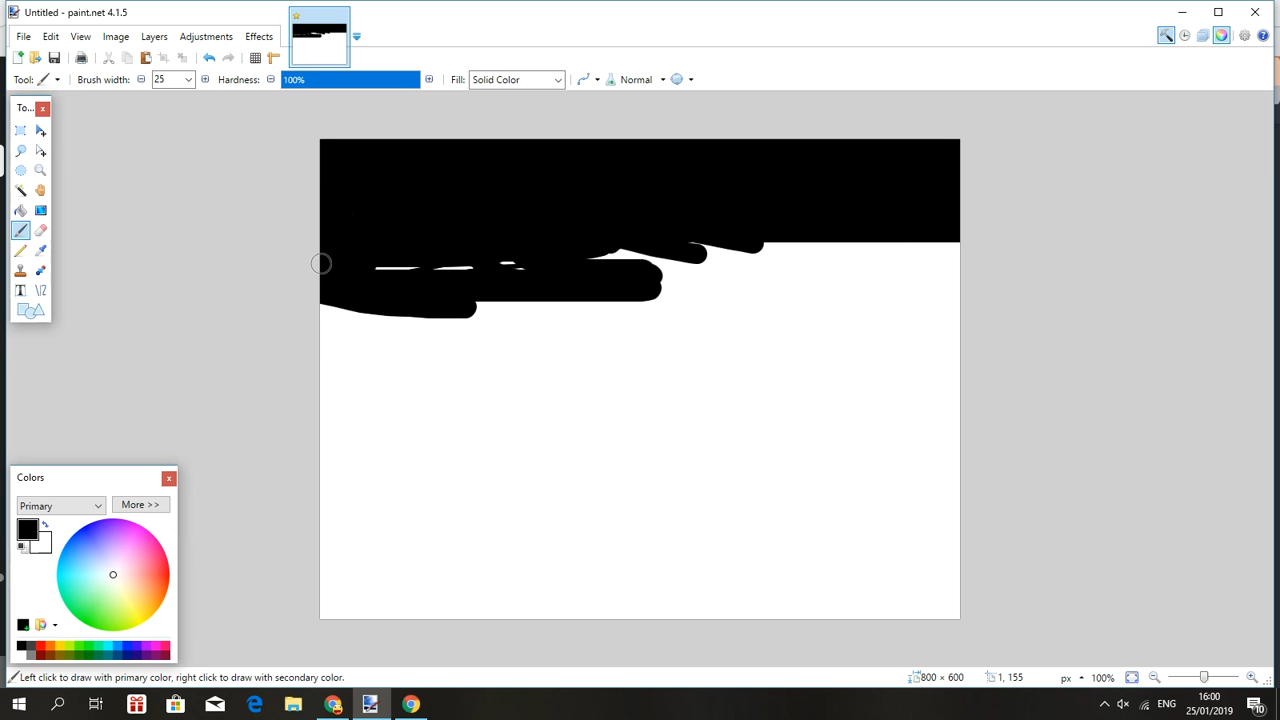 Untitled - paint.net 4.1.5
File Edit View Image Layers Adjustments Effects
Tool: Brush width: 25 Hardness: 100% Fill: Solid Color Normal
To...
Colors
Primary More >>
Left click to draw with primary color, right click to draw with secondary color. 800 × 600 1, 155 px 100%
ENG 16:00
25/01/2019 10